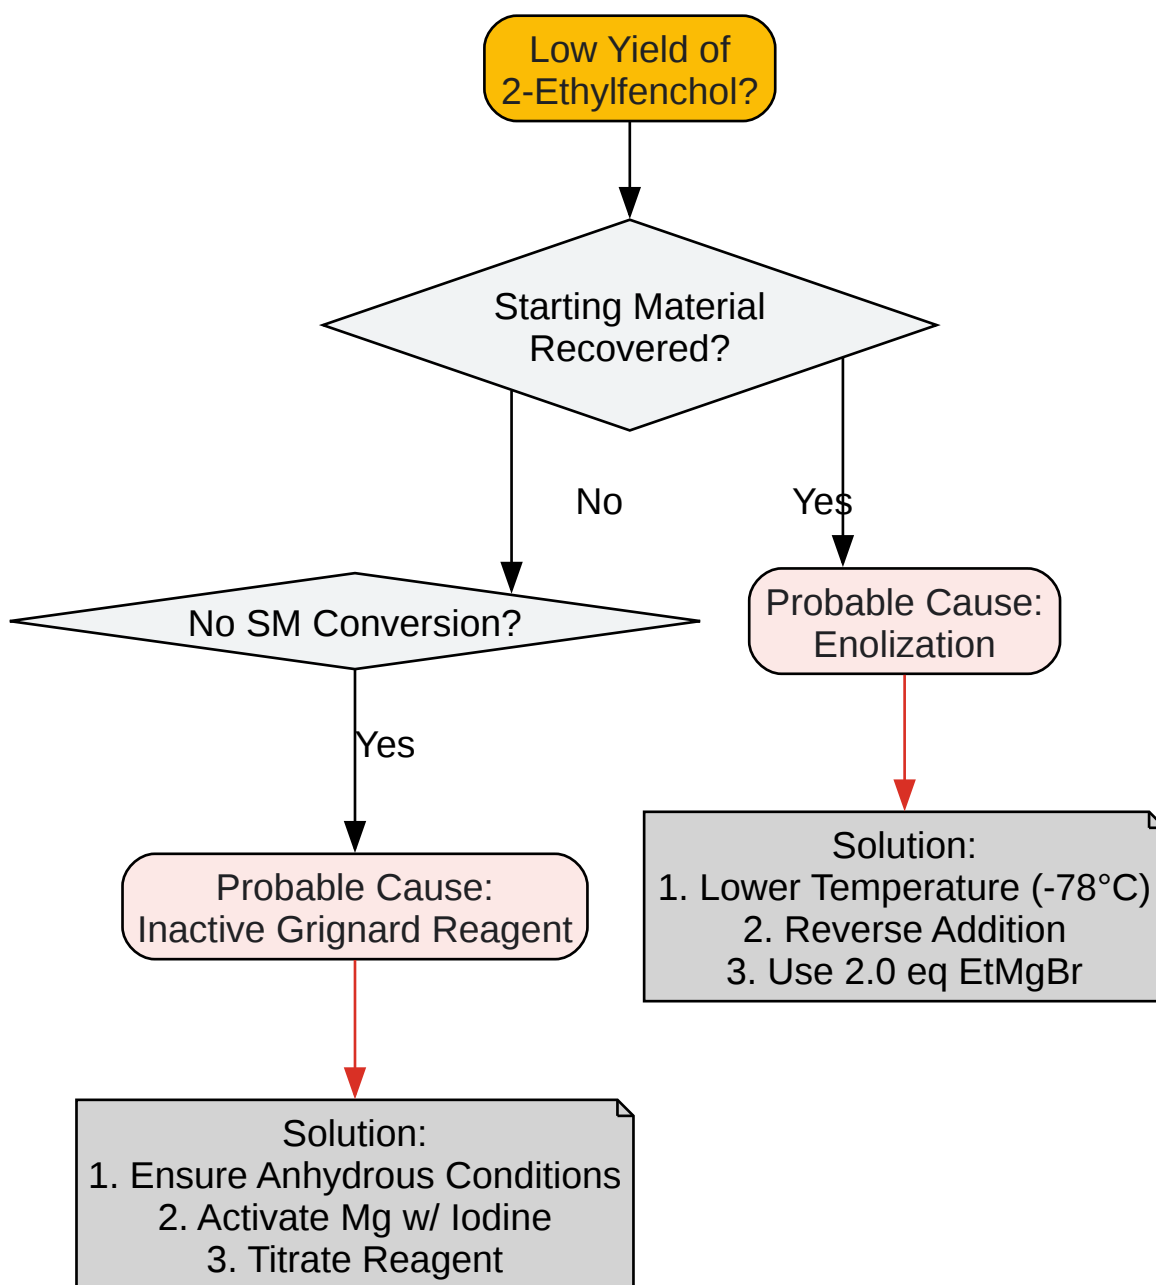 Low Yield of
2-Ethylfenchol?
Starting Material
Recovered?
No
Yes
No SM Conversion?
Probable Cause:
Enolization
Yes
Solution:
1. Lower Temperature (-78°C)
2. Reverse Addition
3. Use 2.0 eq EtMgBr
Probable Cause:
Inactive Grignard Reagent
Solution:
1. Ensure Anhydrous Conditions
2. Activate Mg w/ Iodine
3. Titrate Reagent